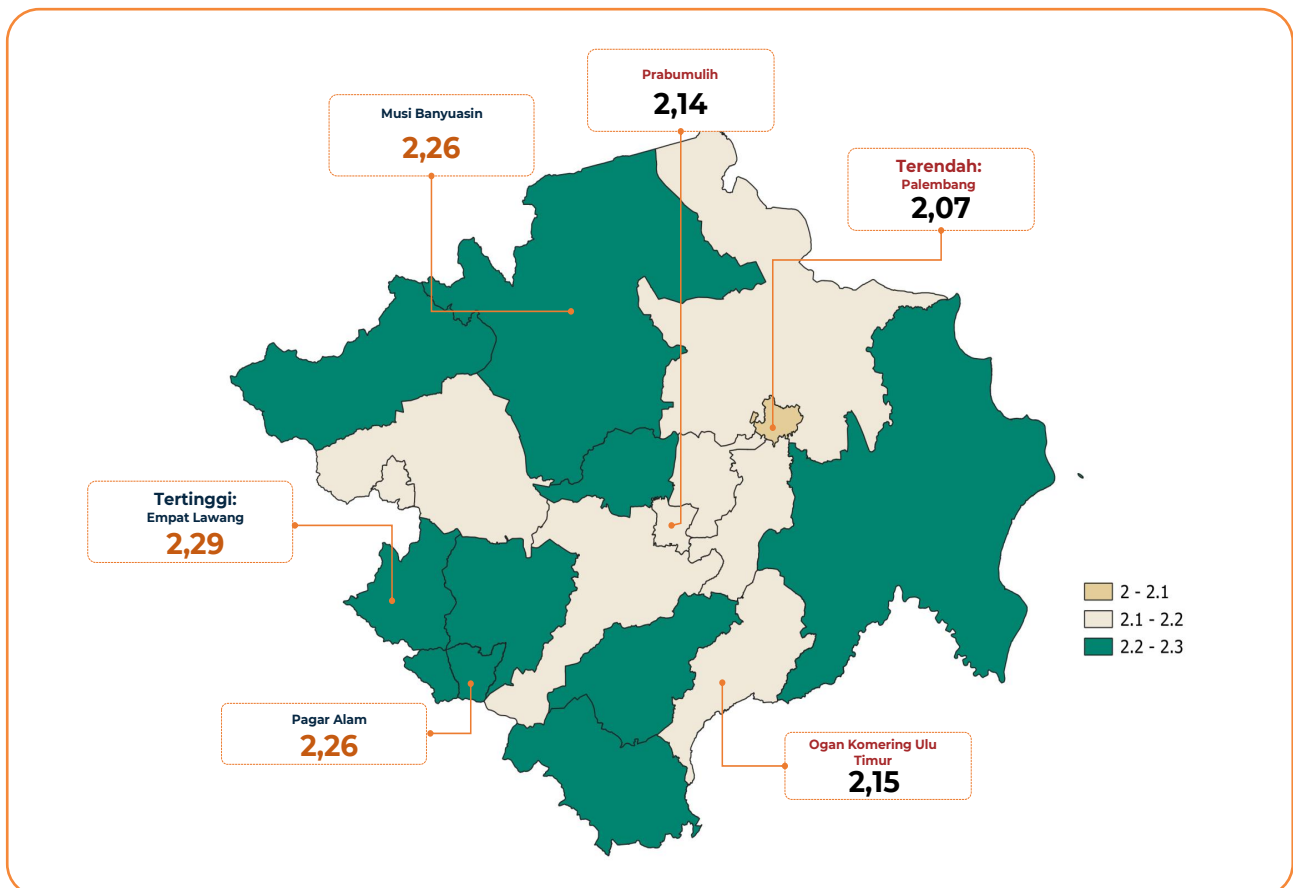 Prabumulih
2,14
Musi Banyuasin
2,26
Terendah:
Palembang
2,07
Tertinggi:
Empat Lawang
2,29
2 - 2.1
2.1 - 2.2
2.2 - 2.3
Pagar Alam
2,26
Ogan Komering Ulu
Timur
2,15